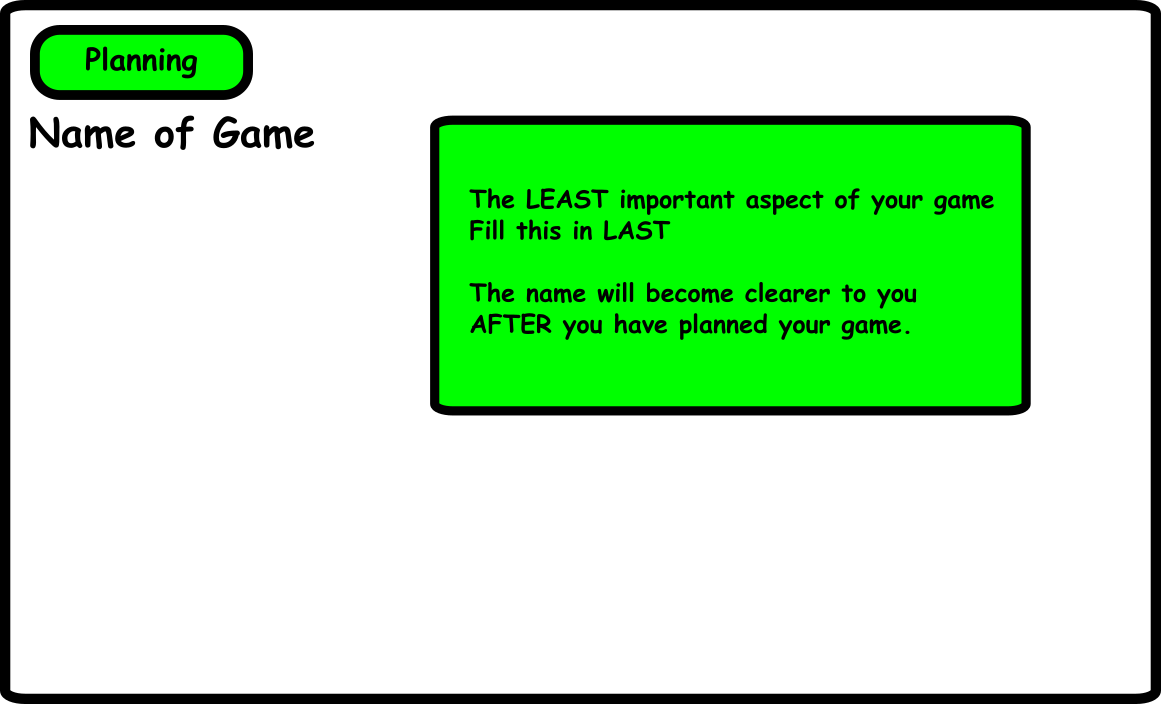 Planning
Name of Game
The LEAST important aspect of your game
Fill this in LAST
The name will become clearer to you
AFTER you have planned your game.